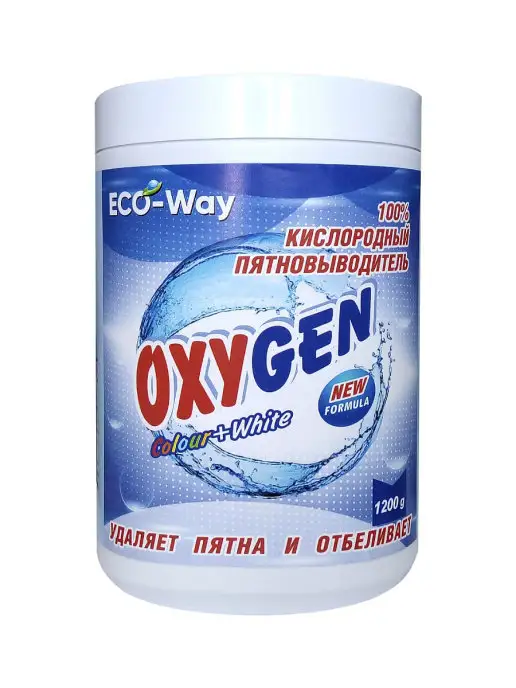 ECO-Way
100%
КИСЛОРОДНЫЙ
ПЯТНОВЫВОДИТЕЛЬ
OXYGEN
Colour+White
NEW
FORMULA
1200 g
УДАЛЯЕТ ПЯТНА И ОТБЕЛИВАЕТ